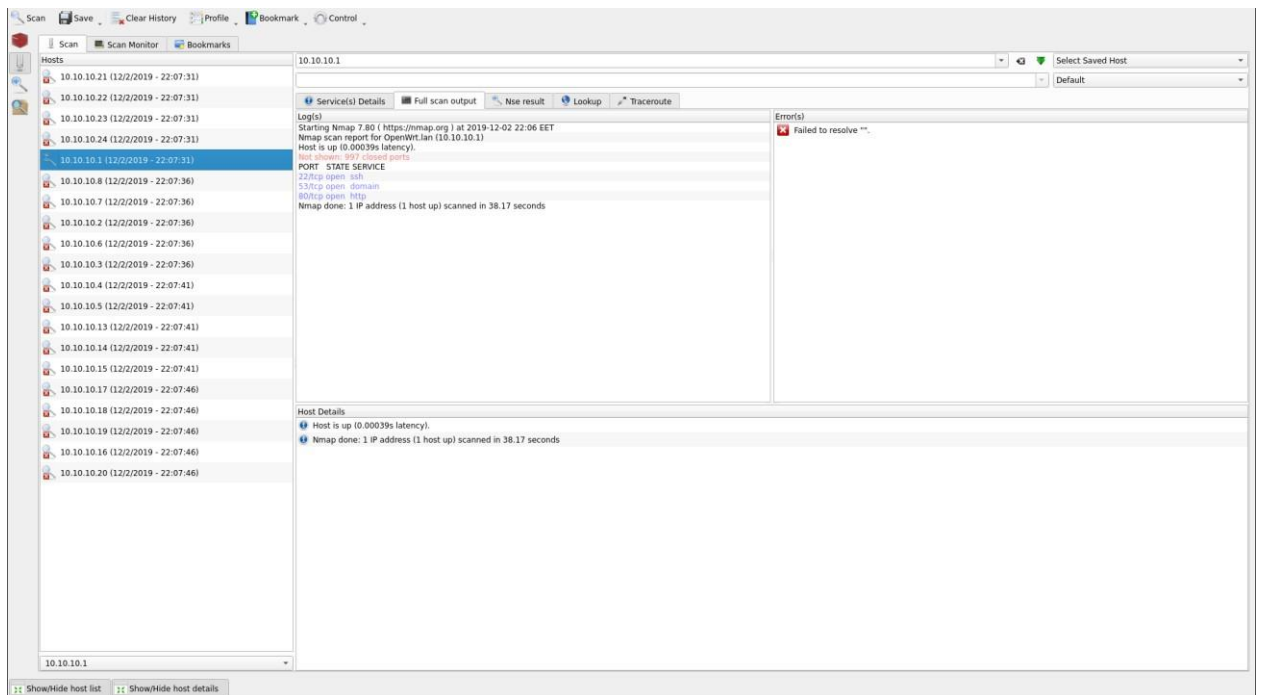 Scan Save Clear History Profile Bookmark Control
Scan Scan Monitor Bookmarks
Hosts
10.10.10.21 (12/2/2019 - 22:07:31)
10.10.10.22 (12/2/2019 - 22:07:31)
10.10.10.23 (12/2/2019 - 22:07:31)
10.10.10.24 (12/2/2019 - 22:07:31)
10.10.10.1 (12/2/2019 - 22:07:31)
10.10.10.8 (12/2/2019 - 22:07:36)
10.10.10.7 (12/2/2019 - 22:07:36)
10.10.10.2 (12/2/2019 - 22:07:36)
10.10.10.6 (12/2/2019 - 22:07:36)
10.10.10.3 (12/2/2019 - 22:07:36)
10.10.10.4 (12/2/2019 - 22:07:41)
10.10.10.5 (12/2/2019 - 22:07:41)
10.10.10.13 (12/2/2019 - 22:07:41)
10.10.10.14 (12/2/2019 - 22:07:41)
10.10.10.15 (12/2/2019 - 22:07:41)
10.10.10.17 (12/2/2019 - 22:07:46)
10.10.10.18 (12/2/2019 - 22:07:46)
10.10.10.19 (12/2/2019 - 22:07:46)
10.10.10.16 (12/2/2019 - 22:07:46)
10.10.10.20 (12/2/2019 - 22:07:46)
10.10.10.1
10.10.10.1 Select Saved Host
Default
Service(s) Details Full scan output Nse result Lookup Traceroute
Log(s)
Starting Nmap 7.80 ( https://nmap.org ) at 2019-12-02 22:06 EET
Nmap scan report for OpenWrt.lan (10.10.10.1)
Host is up (0.00039s latency).
Not shown: 997 closed ports
PORT STATE SERVICE
22/tcp open ssh
53/tcp open domain
80/tcp open http
Nmap done: 1 IP address (1 host up) scanned in 38.17 seconds
Error(s)
Failed to resolve "".
Host Details
Host is up (0.00039s latency).
Nmap done: 1 IP address (1 host up) scanned in 38.17 seconds
Show/Hide host list Show/Hide host details